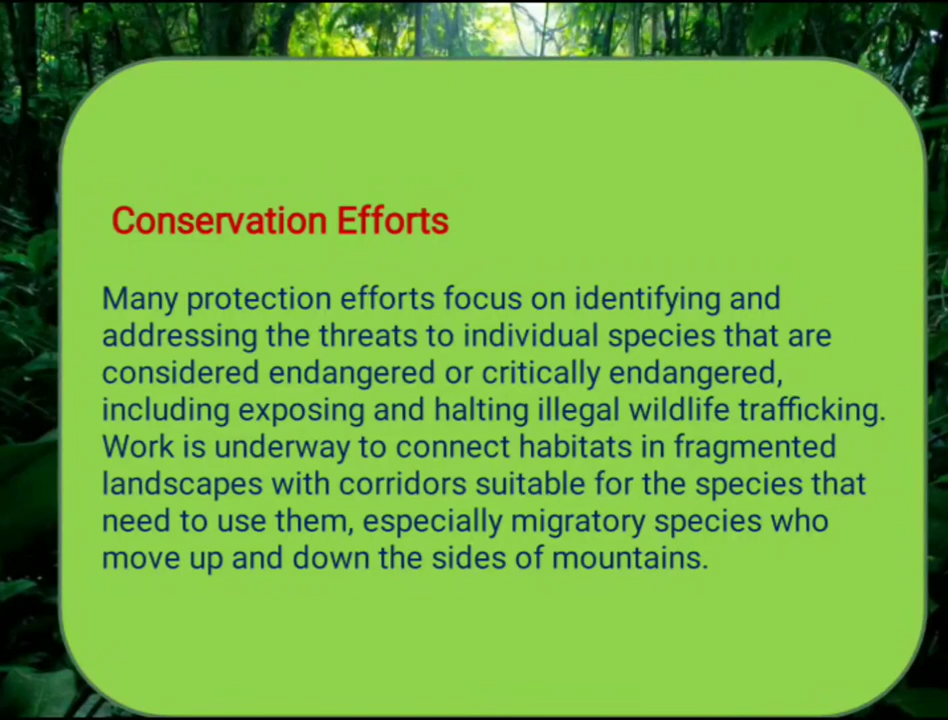 Conservation Efforts
Many protection efforts focus on identifying and
addressing the threats to individual species that are
considered endangered or critically endangered,
including exposing and halting illegal wildlife trafficking.
Work is underway to connect habitats in fragmented
landscapes with corridors suitable for the species that
need to use them, especially migratory species who
move up and down the sides of mountains.